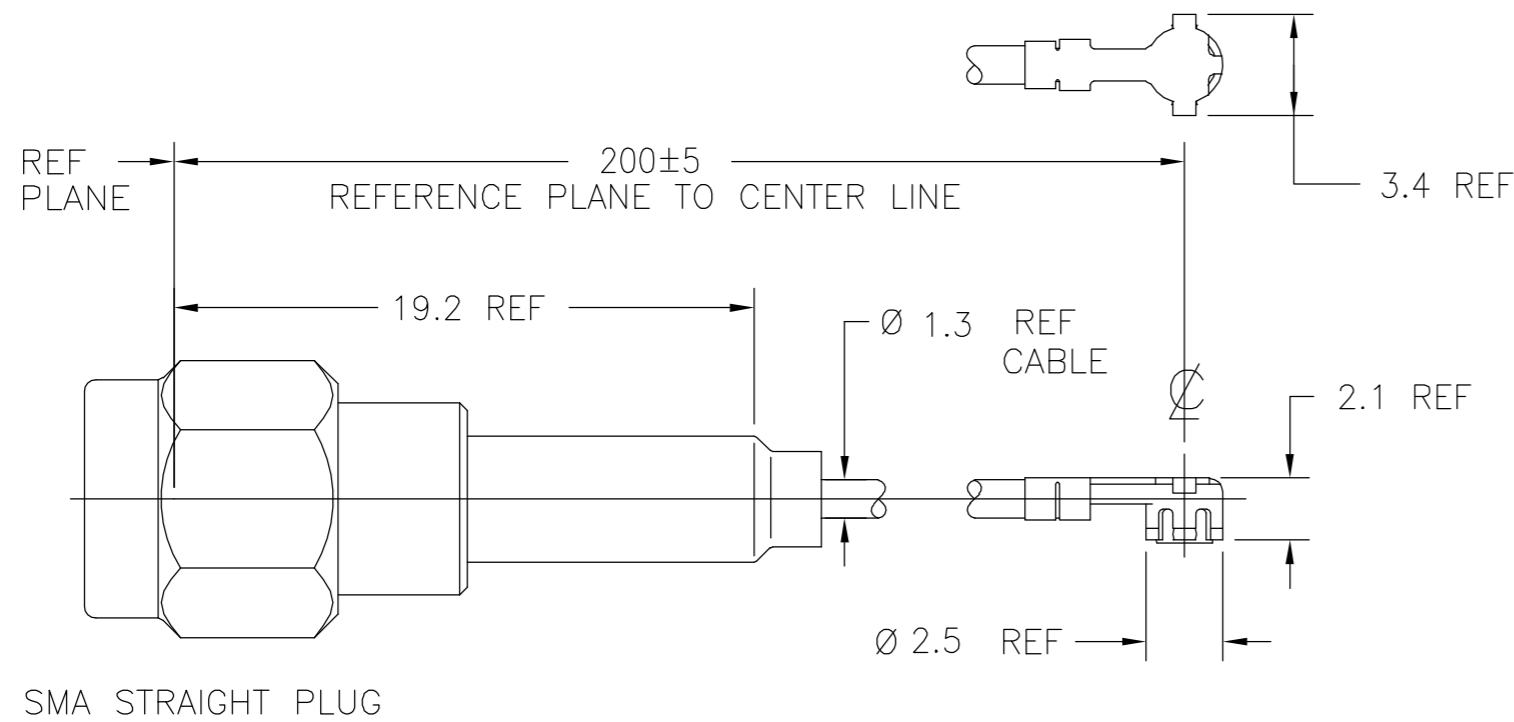 REF
PLANE
200±5
REFERENCE PLANE TO CENTER LINE
3.4 REF
19.2 REF
Ø 1.3 REF
CABLE
℄
2.1 REF
Ø 2.5 REF
SMA STRAIGHT PLUG